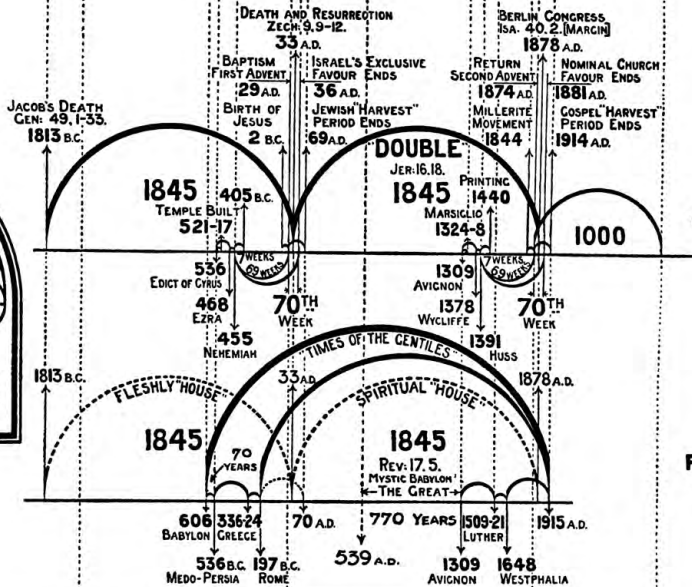 DEATH AND RESURRECTION
ZECH: 9.9-12.
33 A.D.
BERLIN CONGRESS
ISA. 40.2.[MARGIN]
1878 A.D.
BAPTISM
FIRST ADVENT
29 A.D.
ISRAEL'S EXCLUSIVE
FAVOUR ENDS
36 A.D.
RETURN
SECOND ADVENT
1874 A.D.
NOMINAL CHURCH
FAVOUR ENDS
1881 A.D.
JACOB'S DEATH
GEN: 49, 1-33.
1813 B.C.
BIRTH OF
JESUS
2 B.C.
JEWISH "HARVEST"
PERIOD ENDS
69 A.D.
MILLERITE
MOVEMENT
1844
GOSPEL "HARVEST"
PERIOD ENDS
1914 A.D.
DOUBLE
JER: 16.18.
1845
1845
1000
405 B.C.
TEMPLE BUILT
521-17
PRINTING
1440
MARSIGLIO
1324-8
7 WEEKS
69 WEEKS
7 WEEKS
69 WEEKS
536
EDICT OF CYRUS
468
EZRA
455
NEHEMIAH
70TH
WEEK
1309
AVIGNON
1378
WYCLIFFE
1391
HUSS
70TH
WEEK
"TIMES OF THE GENTILES"
1813 B.C.
33 A.D.
1878 A.D.
FLESHLY "HOUSE"
SPIRITUAL "HOUSE"
1845
1845
70
YEARS
REV: 17. 5.
MYSTIC BABYLON
THE GREAT
606
BABYLON
336-24
GREECE
70 A.D.
770 YEARS
1509-21
LUTHER
1915 A.D.
536 B.C.
MEDO-PERSIA
197 B.C.
ROME
539 A.D.
1309
AVIGNON
1648
WESTPHALIA